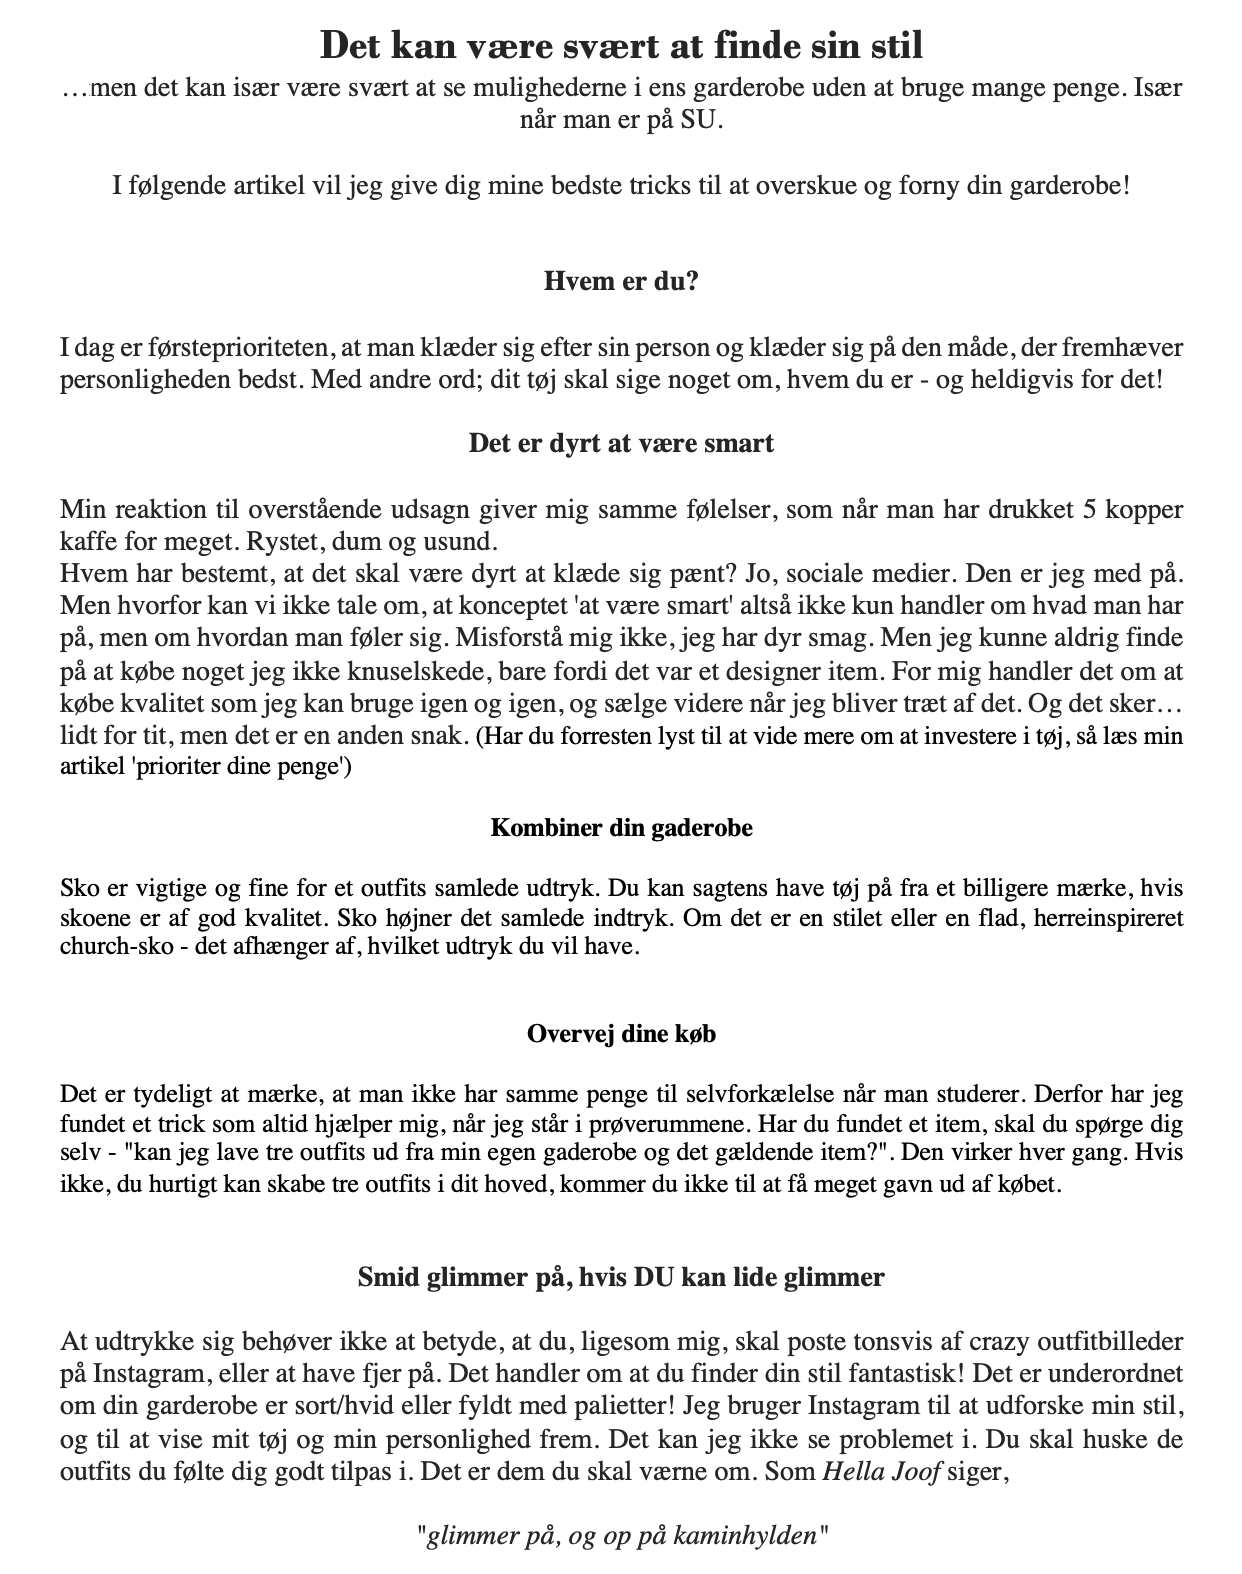 Det kan være svært at finde sin stil
…men det kan især være svært at se mulighederne i ens garderobe uden at bruge mange penge. Især
når man er på SU.
I følgende artikel vil jeg give dig mine bedste tricks til at overskue og forny din garderobe!
Hvem er du?
I dag er førsteprioriteten, at man klæder sig efter sin person og klæder sig på den måde, der fremhæver
personligheden bedst. Med andre ord; dit tøj skal sige noget om, hvem du er - og heldigvis for det!
Det er dyrt at være smart
Min reaktion til overstående udsagn giver mig samme følelser, som når man har drukket 5 kopper
kaffe for meget. Rystet, dum og usund.
Hvem har bestemt, at det skal være dyrt at klæde sig pænt? Jo, sociale medier. Den er jeg med på.
Men hvorfor kan vi ikke tale om, at konceptet 'at være smart' altså ikke kun handler om hvad man har
på, men om hvordan man føler sig. Misforstå mig ikke, jeg har dyr smag. Men jeg kunne aldrig finde
på at købe noget jeg ikke knuselskede, bare fordi det var et designer item. For mig handler det om at
købe kvalitet som jeg kan bruge igen og igen, og sælge videre når jeg bliver træt af det. Og det sker…
lidt for tit, men det er en anden snak. (Har du forresten lyst til at vide mere om at investere i tøj, så læs min
artikel 'prioriter dine penge')
Kombiner din gaderobe
Sko er vigtige og fine for et outfits samlede udtryk. Du kan sagtens have tøj på fra et billigere mærke, hvis
skoene er af god kvalitet. Sko højner det samlede indtryk. Om det er en stilet eller en flad, herreinspireret
church-sko - det afhænger af, hvilket udtryk du vil have.
Overvej dine køb
Det er tydeligt at mærke, at man ikke har samme penge til selvforkælelse når man studerer. Derfor har jeg
fundet et trick som altid hjælper mig, når jeg står i prøverummene. Har du fundet et item, skal du spørge dig
selv - "kan jeg lave tre outfits ud fra min egen gaderobe og det gældende item?". Den virker hver gang. Hvis
ikke, du hurtigt kan skabe tre outfits i dit hoved, kommer du ikke til at få meget gavn ud af købet.
Smid glimmer på, hvis DU kan lide glimmer
At udtrykke sig behøver ikke at betyde, at du, ligesom mig, skal poste tonsvis af crazy outfitbilleder
på Instagram, eller at have fjer på. Det handler om at du finder din stil fantastisk! Det er underordnet
om din garderobe er sort/hvid eller fyldt med palietter! Jeg bruger Instagram til at udforske min stil,
og til at vise mit tøj og min personlighed frem. Det kan jeg ikke se problemet i. Du skal huske de
outfits du følte dig godt tilpas i. Det er dem du skal værne om. Som Hella Joof siger,
"glimmer på, og op på kaminhylden"